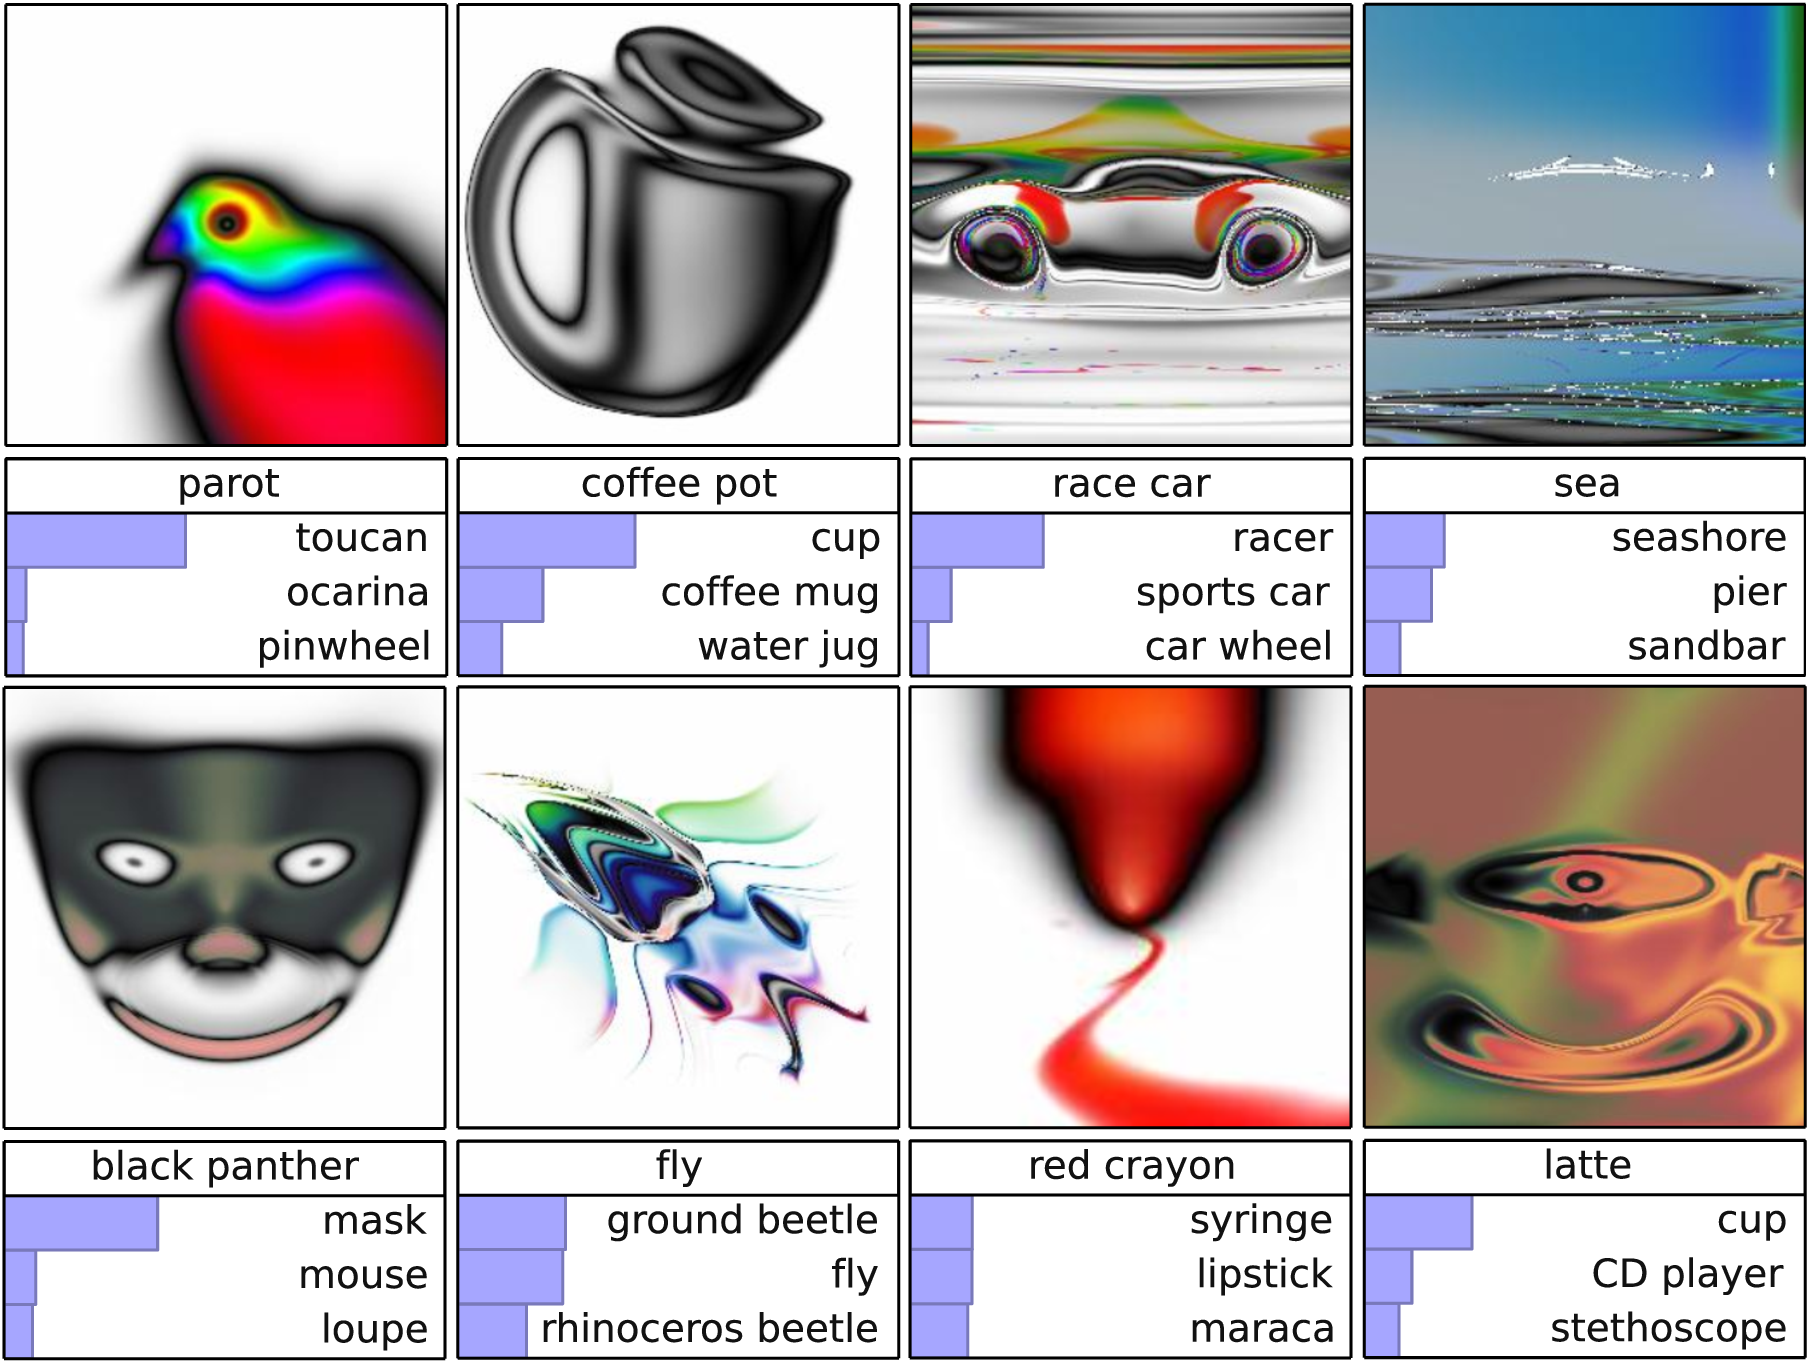 parot
coffee pot
race car
sea
toucan
ocarina
pinwheel
cup
coffee mug
water jug
racer
sports car
car wheel
seashore
pier
sandbar
black panther
fly
red crayon
latte
mask
mouse
loupe
ground beetle
fly
rhinoceros beetle
syringe
lipstick
maraca
cup
CD player
stethoscope